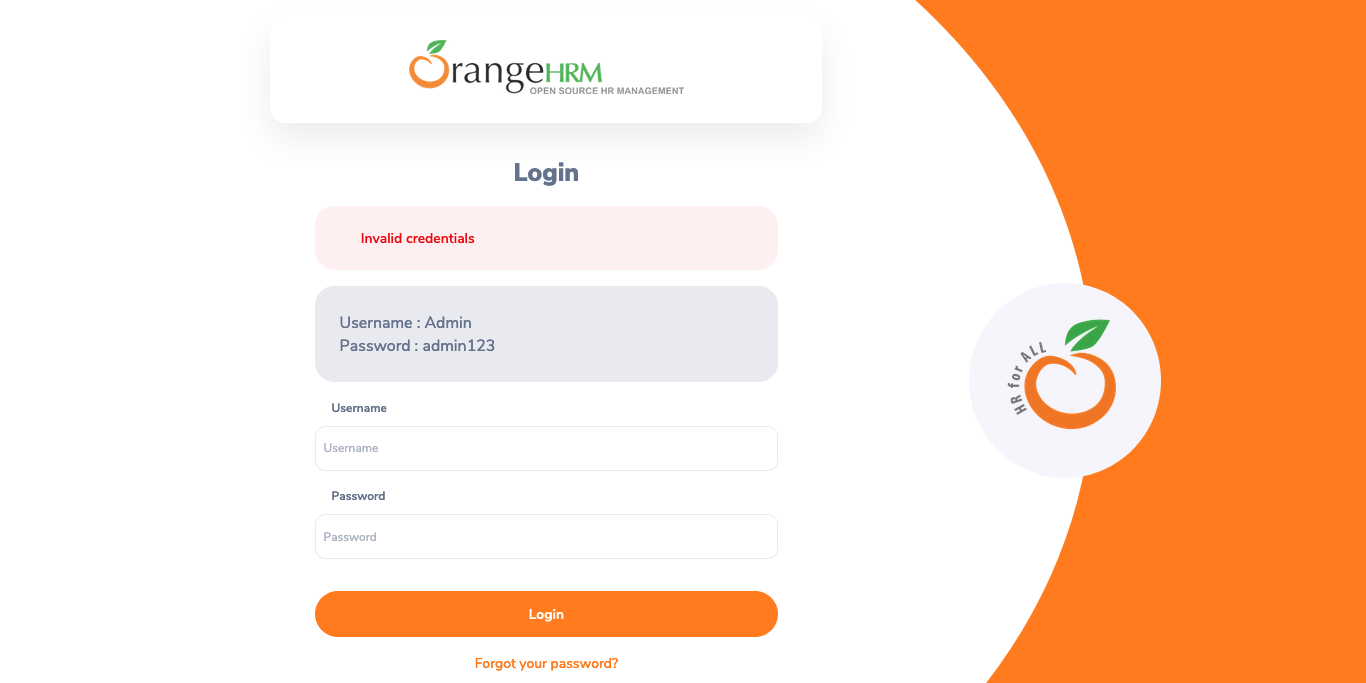 OrangeHRM
OPEN SOURCE HR MANAGEMENT
Login
Invalid credentials
Username : Admin
Password : admin123
Username
Username
Password
Password
Login
Forgot your password?
HR for ALL